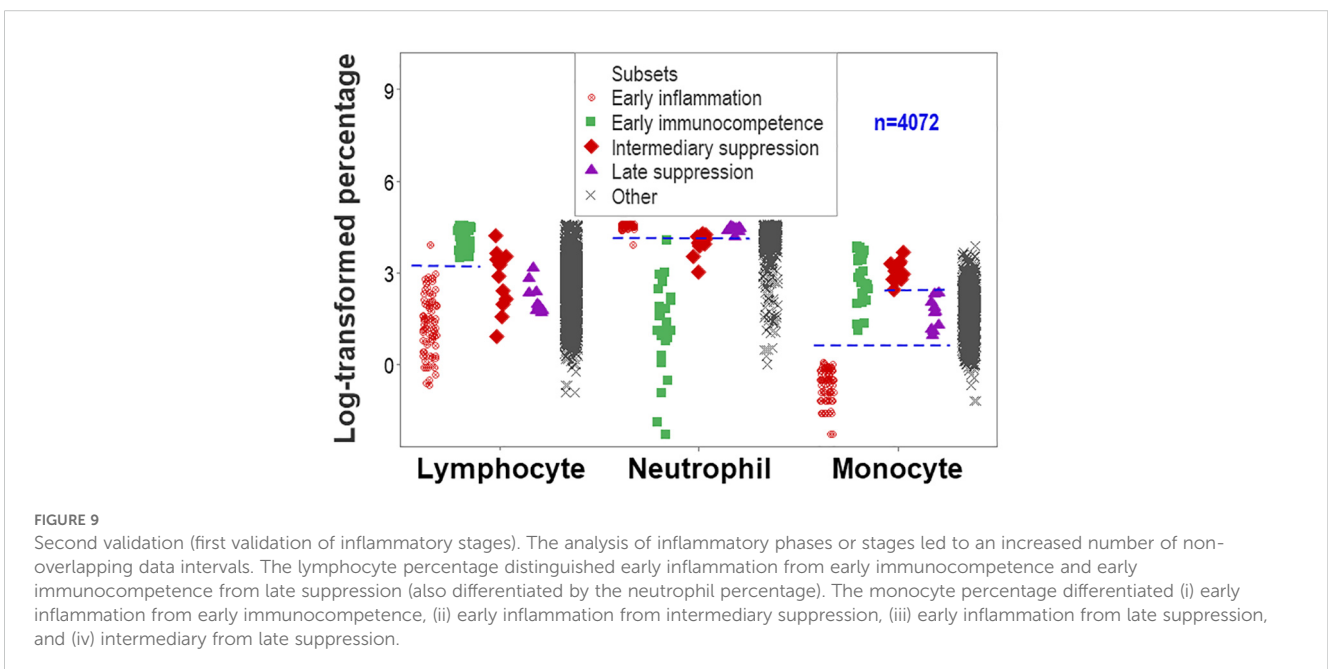 Log-transformed percentage
9
6
3
0
Subsets
Early inflammation
Early immunocompetence
Intermediary suppression
Late suppression
Other
n=4072
Lymphocyte Neutrophil Monocyte
FIGURE 9
Second validation (first validation of inflammatory stages). The analysis of inflammatory phases or stages led to an increased number of non-
overlapping data intervals. The lymphocyte percentage distinguished early inflammation from early immunocompetence and early
immunocompetence from late suppression (also differentiated by the neutrophil percentage). The monocyte percentage differentiated (i) early
inflammation from early immunocompetence, (ii) early inflammation from intermediary suppression, (iii) early inflammation from late suppression,
and (iv) intermediary from late suppression.